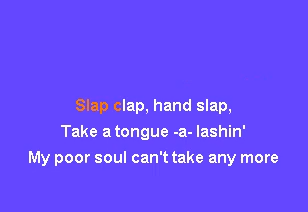 Slap clap, hand slap,
Take a tongue -a- lashin'
My poor soul can't take any more